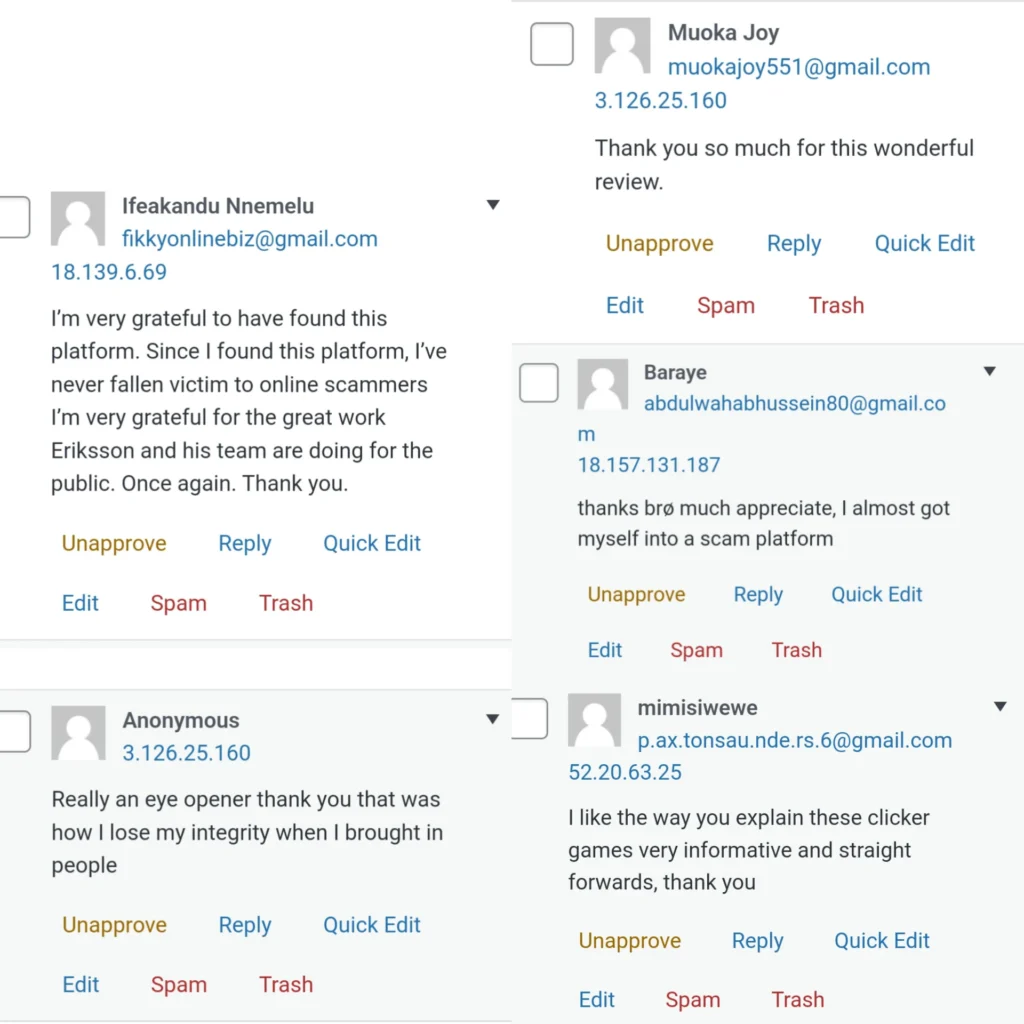 Ifeakandu Nnemelu
fikkyonlinebiz@gmail.com
18.139.6.69
I’m very grateful to have found this
platform. Since I found this platform, I’ve
never fallen victim to online scammers
I’m very grateful for the great work
Eriksson and his team are doing for the
public. Once again. Thank you.
Unapprove Reply Quick Edit
Edit Spam Trash
Anonymous
3.126.25.160
Really an eye opener thank you that was
how I lose my integrity when I brought in
people
Unapprove Reply Quick Edit
Edit Spam Trash
Muoka Joy
muokajoy551@gmail.com
3.126.25.160
Thank you so much for this wonderful
review.
Unapprove Reply Quick Edit
Edit Spam Trash
Baraye
abdulwahabhussein80@gmail.co
m
18.157.131.187
thanks brø much appreciate, I almost got
myself into a scam platform
Unapprove Reply Quick Edit
Edit Spam Trash
mimisiwewe
p.ax.tonsau.nde.rs.6@gmail.com
52.20.63.25
I like the way you explain these clicker
games very informative and straight
forwards, thank you
Unapprove Reply Quick Edit
Edit Spam Trash